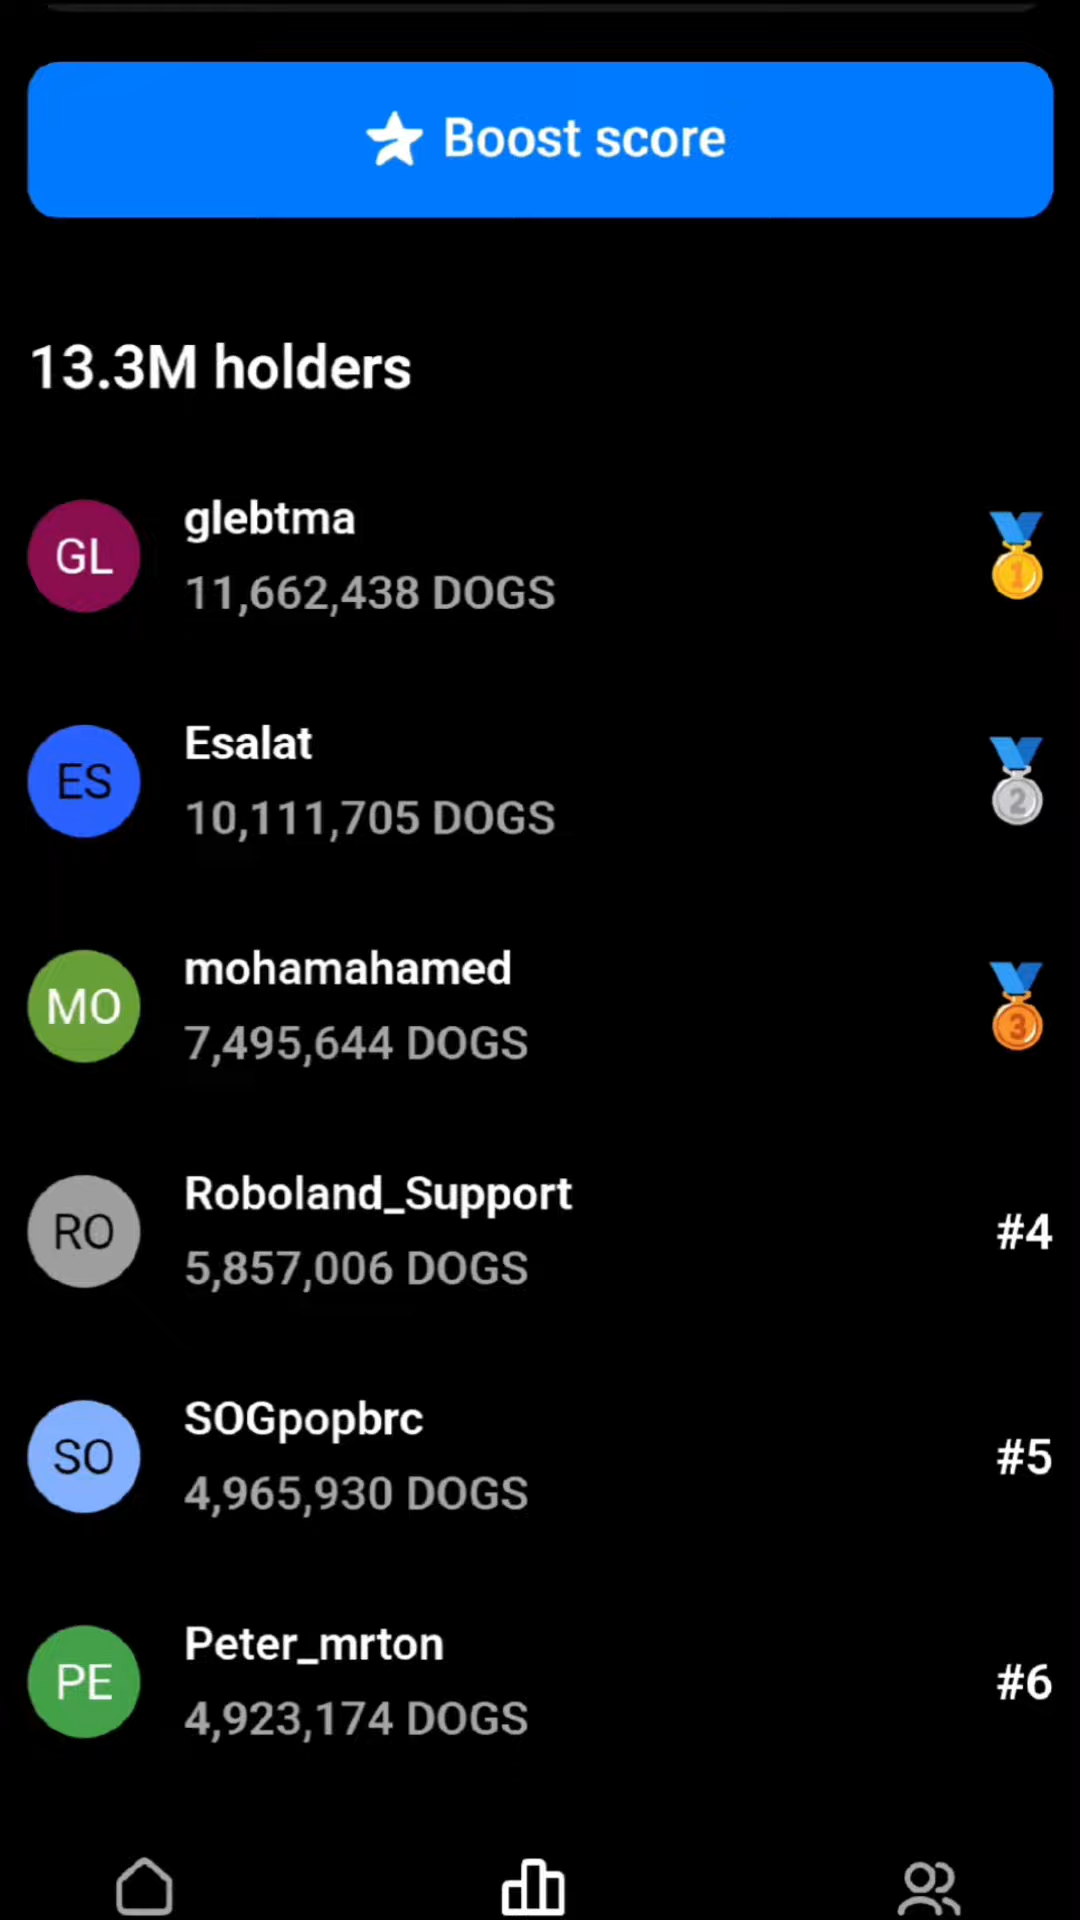 Boost score
13.3M holders
GL
glebtma
11,662,438 DOGS
1
ES
Esalat
10,111,705 DOGS
2
MO
mohamahamed
7,495,644 DOGS
3
RO
Roboland_Support
5,857,006 DOGS
#4
SO
SOGpopbrc
4,965,930 DOGS
#5
PE
Peter_mrton
4,923,174 DOGS
#6